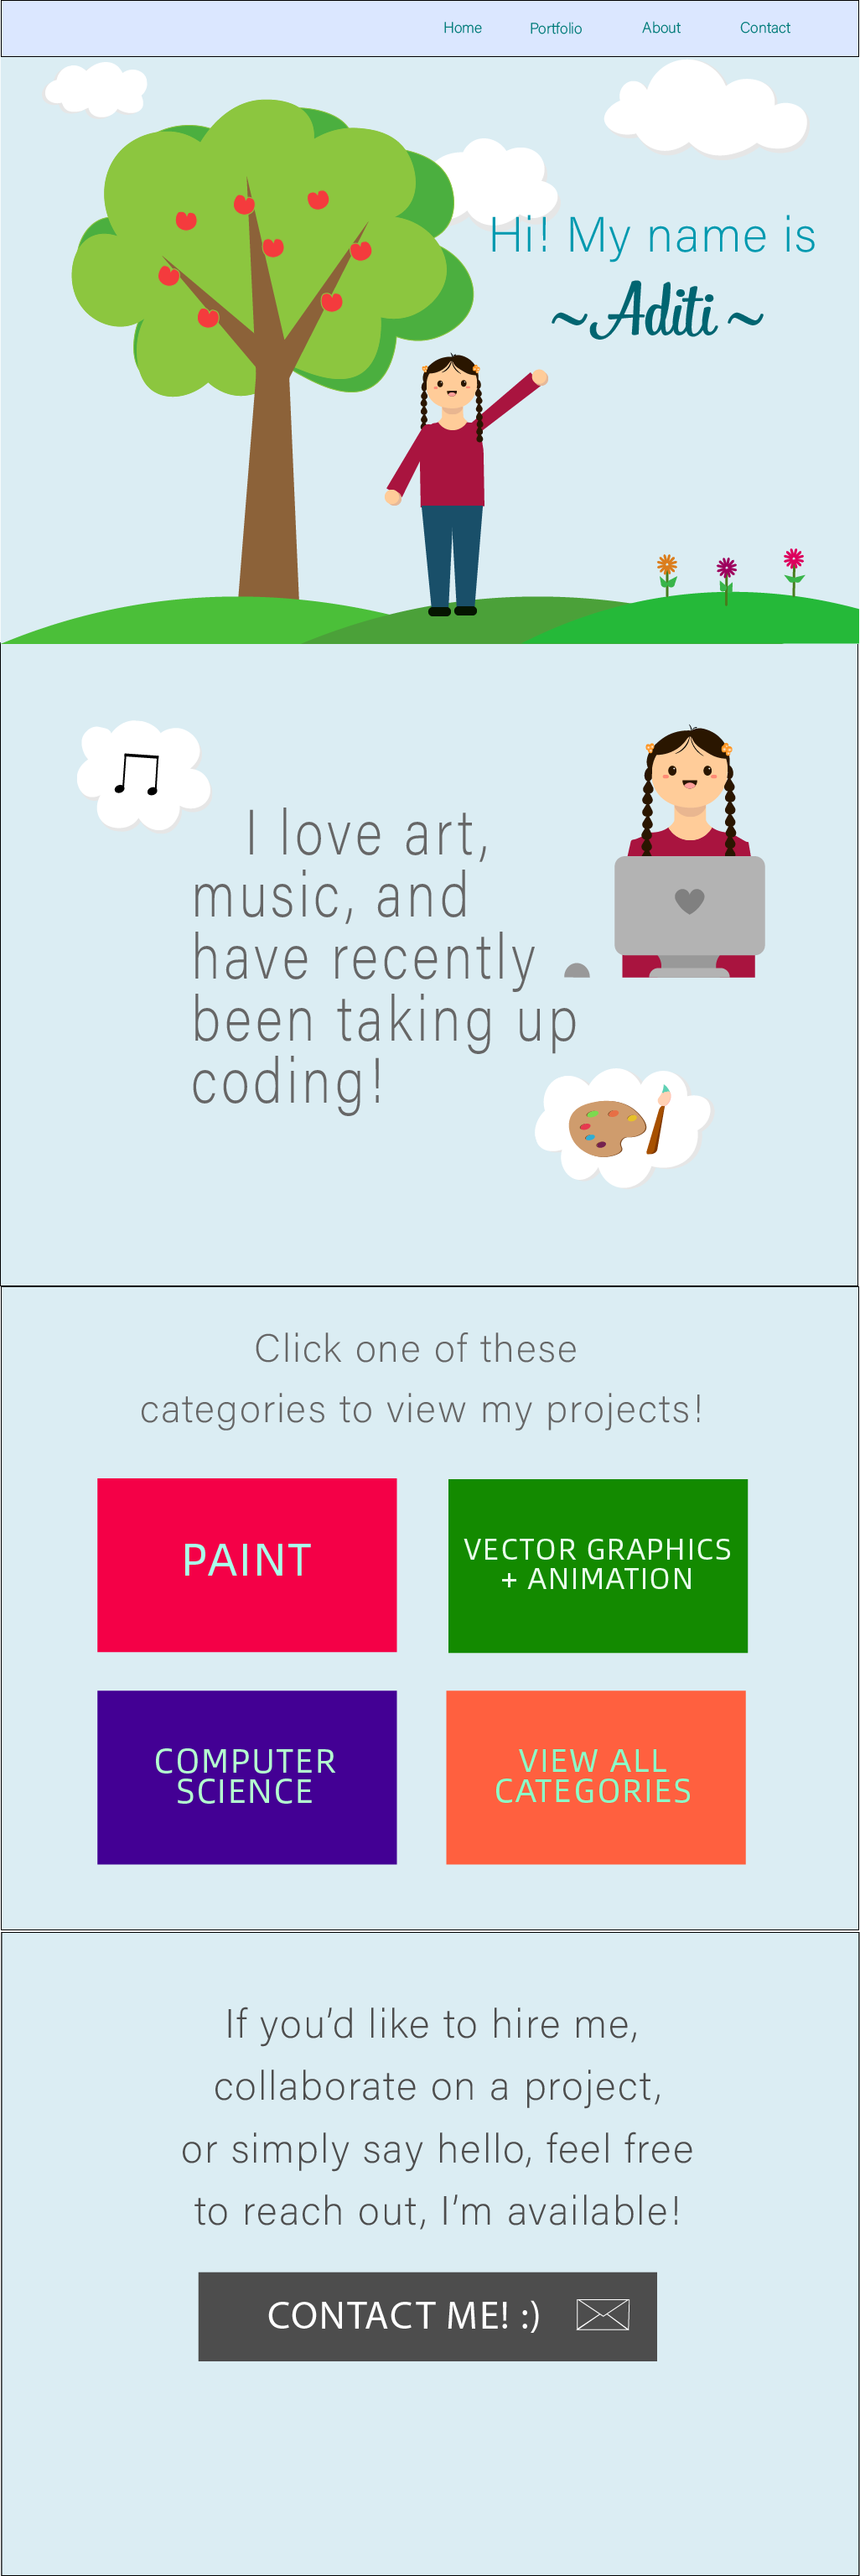 Home Portfolio About Contact
Hi! My name is
~Aditi~
I love art,
music, and
have recently
been taking up
coding!
Click one of these
categories to view my projects!
PAINT
VECTOR GRAPHICS
+ ANIMATION
COMPUTER
SCIENCE
VIEW ALL
CATEGORIES
If you’d like to hire me,
collaborate on a project,
or simply say hello, feel free
to reach out, I’m available!
CONTACT ME! :)